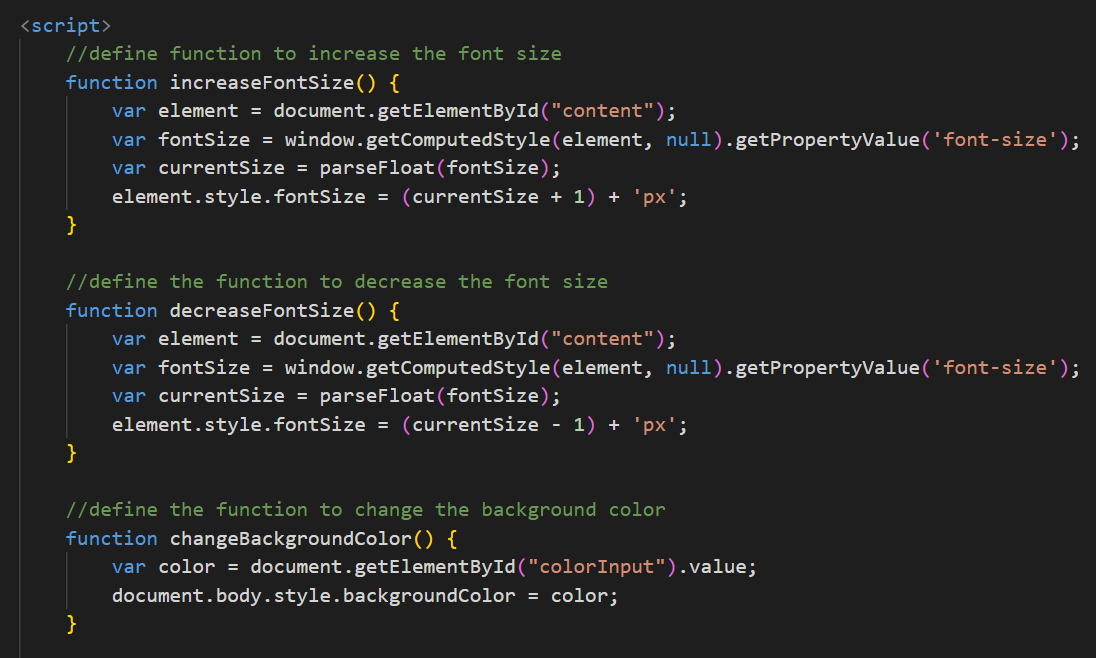 <script>
//define function to increase the font size
function increaseFontSize() {
var element = document.getElementById("content");
var fontSize = window.getComputedStyle(element, null).getPropertyValue('font-size');
var currentSize = parseFloat(fontSize);
element.style.fontSize = (currentSize + 1) + 'px';
}
//define the function to decrease the font size
function decreaseFontSize() {
var element = document.getElementById("content");
var fontSize = window.getComputedStyle(element, null).getPropertyValue('font-size');
var currentSize = parseFloat(fontSize);
element.style.fontSize = (currentSize - 1) + 'px';
}
//define the function to change the background color
function changeBackgroundColor() {
var color = document.getElementById("colorInput").value;
document.body.style.backgroundColor = color;
}